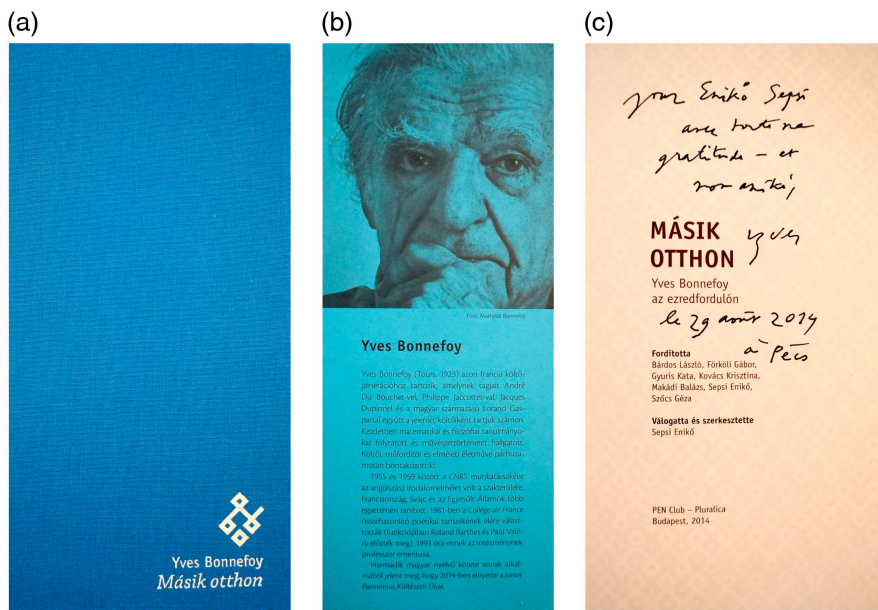 (a)
(b)
(c)
Yves Bonnefoy
Másik otthon
Fotó: Mathilde Bonnefoy
Yves Bonnefoy
Yves Bonnefoy (Tours, 1923) azon francia költő-
generációhoz tartozik, amelynek tagjait André
Du Bouchet-vel, Philippe Jaccottet-val, Jacques
Dupinnel és a magyar származású Lorand Gas-
parral együtt a jelenlét költőiként tartjuk számon.
Kezdetben matematikai és filozófiai tanulmányo-
kat folytatott és művészettörténetet hallgatott.
Költői, műfordítói és elméleti életműve párhuza-
mosan bontakozott ki.
1955 és 1959 között a CNRS munkatársaként
az angolszász irodalomelmélet volt a szakterülete.
Franciaország, Svájc és az Egyesült Államok több
egyetemén tanított. 1981-ben a Collège de France
összehasonlító poétikai tanszékének élére válasz-
tották (funkciójában Roland Barthes és Paul Valé-
ry előzték meg). 1993 óta ennek az intézménynek
professor emeritusa.
Harmadik magyar nyelvű kötete annak alkal-
mából jelent meg, hogy 2014-ben elnyerte a Janus
Pannonius Költészeti Díjat.
pour Enikő Sepsi
avec toute ma
gratitude – et
mon amitié,
Yves
MÁSIK
OTTHON
Yves Bonnefoy
az ezredfordulón
le 29 août 2014
à Pécs
Fordította
Bárdos László, Förköli Gábor,
Gyuris Kata, Kovács Krisztina,
Makádi Balázs, Sepsi Enikő,
Szőcs Géza
Válogatta és szerkesztette
Sepsi Enikő
PEN Club – Pluralica
Budapest, 2014